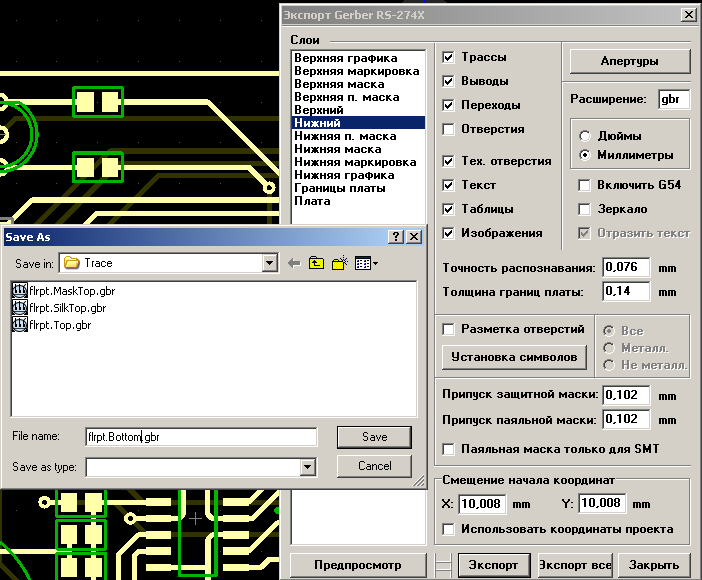 Экспорт Gerber RS-274X
Слои
Верхняя графика
Верхняя маркировка
Верхняя маска
Верхняя п. маска
Верхний
Нижний
Нижняя п. маска
Нижняя маска
Нижняя маркировка
Нижняя графика
Границы платы
Плата
Трассы
Выводы
Переходы
Отверстия
Тех. отверстия
Текст
Таблицы
Изображения
Апертуры
Расширение: gbr
Дюймы
Миллиметры
Включить G54
Зеркало
Отразить текст
Точность распознавания: 0,076 mm
Толщина границ платы: 0,14 mm
Разметка отверстий
Установка символов
Все
Металл.
Не металл.
Припуск защитной маски: 0,102 mm
Припуск паяльной маски: 0,102 mm
Паяльная маска только для SMT
Смещение начала координат
X: 10,008 mm Y: 10,008 mm
Использовать координаты проекта
Предпросмотр Экспорт Экспорт все Закрыть
Save As
Save in: Trace
flrpt.MaskTop.gbr
flrpt.SilkTop.gbr
flrpt.Top.gbr
File name: flrpt.Bottom.gbr Save
Save as type: Cancel